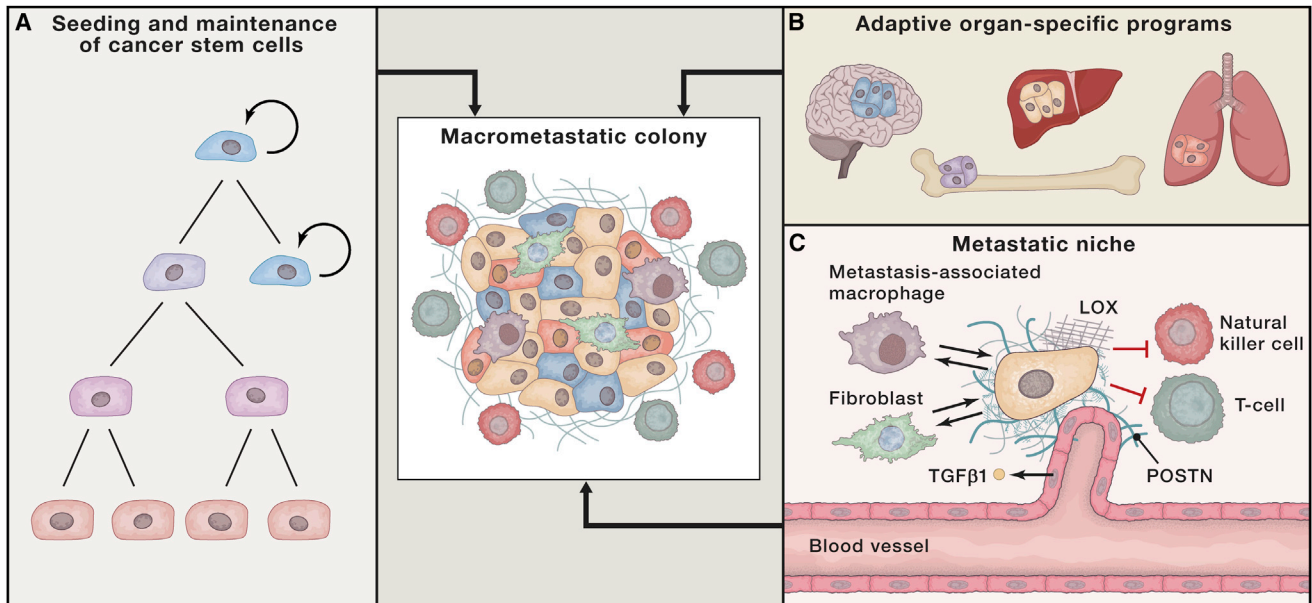 A
Seeding and maintenance
of cancer stem cells
Macrometastatic colony
B
Adaptive organ-specific programs
C
Metastatic niche
Metastasis-associated
macrophage
LOX
Natural
killer cell
Fibroblast
T-cell
TGFβ1
POSTN
Blood vessel